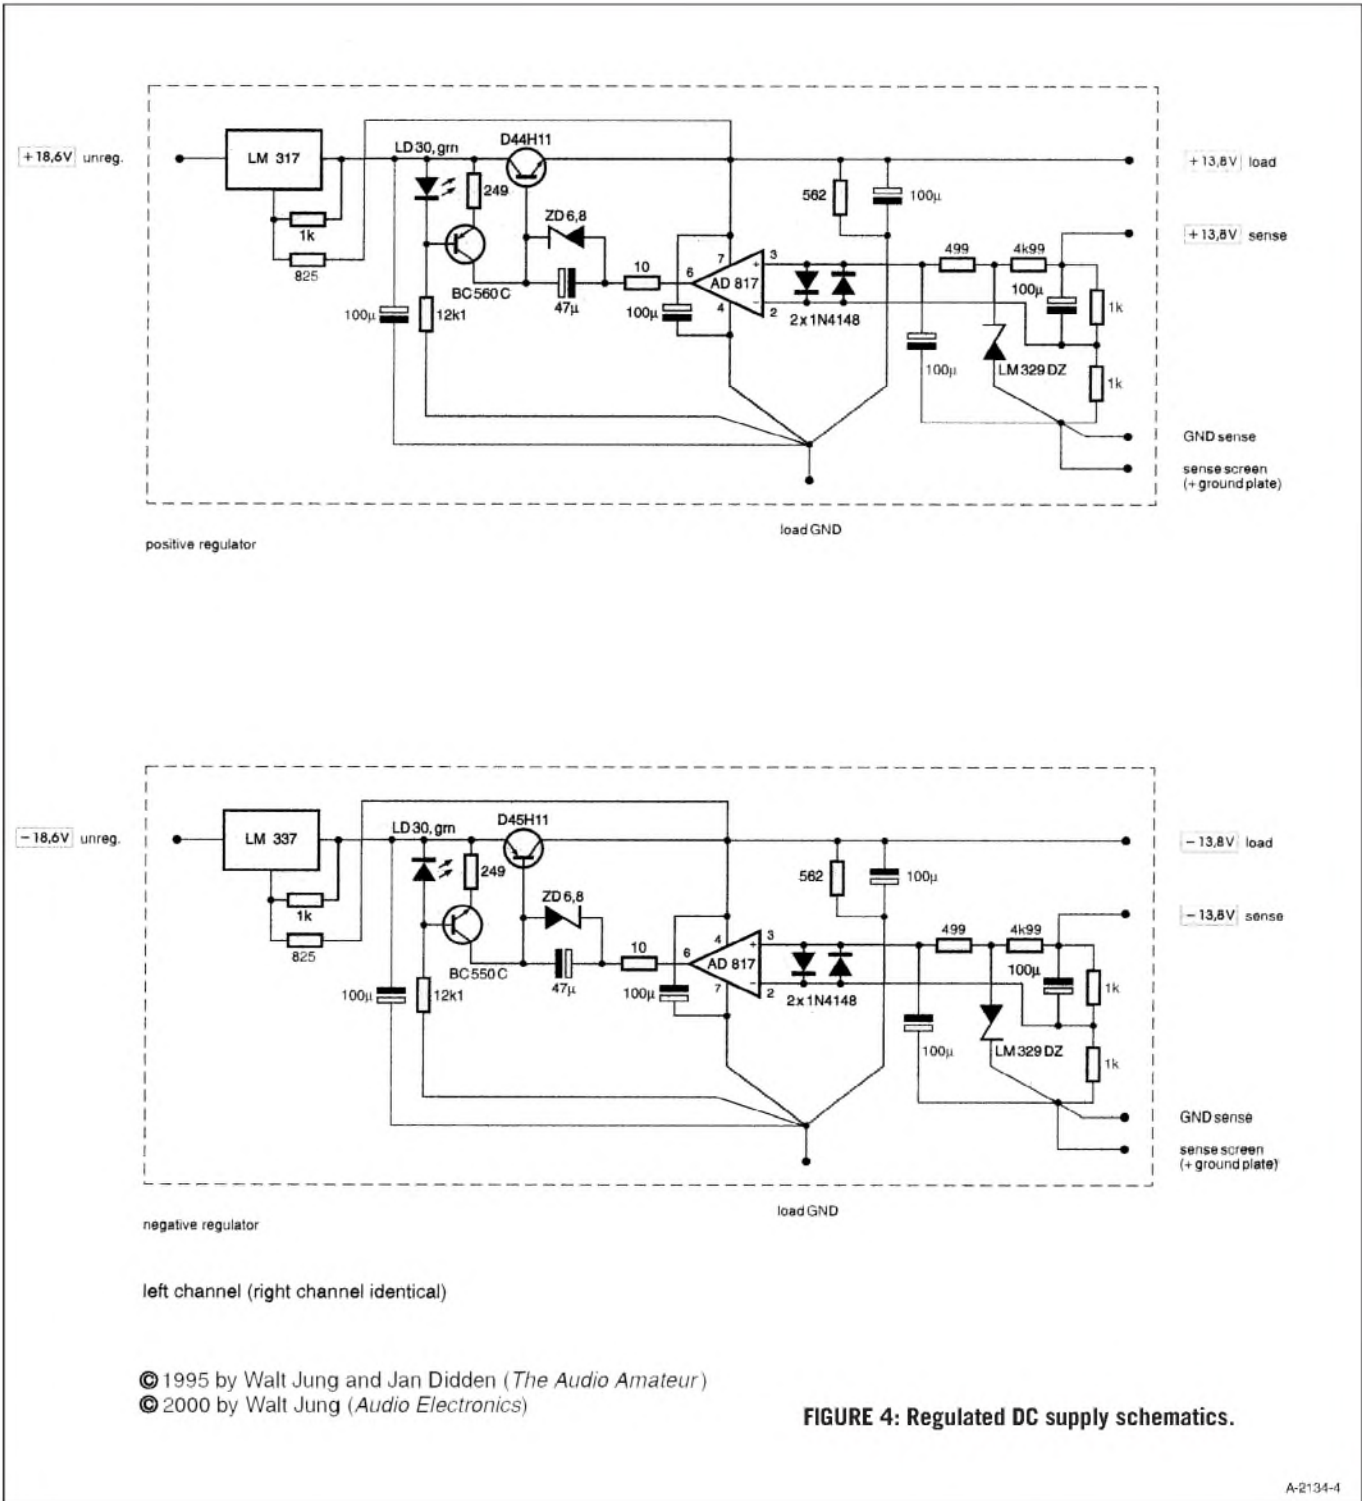 +18,6V unreg.
LM 317
1k
825
LD 30, grn
249
D44H11
BC 560 C
12k1
100µ
ZD 6,8
47µ
10
100µ
7
6
4
AD 817
+
−
3
2
2x1N4148
562
100µ
499
4k99
100µ
1k
100µ
LM 329 DZ
1k
+13,8V load
+13,8V sense
GND sense
sense screen
(+ ground plate)
load GND
positive regulator
−18,6V unreg.
LM 337
1k
825
LD 30, grn
249
D45H11
BC 550 C
12k1
100µ
ZD 6,8
47µ
10
100µ
4
6
7
AD 817
+
−
3
2
2x1N4148
562
100µ
499
4k99
100µ
1k
100µ
LM 329 DZ
1k
−13,8V load
−13,8V sense
GND sense
sense screen
(+ ground plate)
load GND
negative regulator
left channel (right channel identical)
© 1995 by Walt Jung and Jan Didden (The Audio Amateur)
© 2000 by Walt Jung (Audio Electronics)
FIGURE 4: Regulated DC supply schematics.
A-2134-4